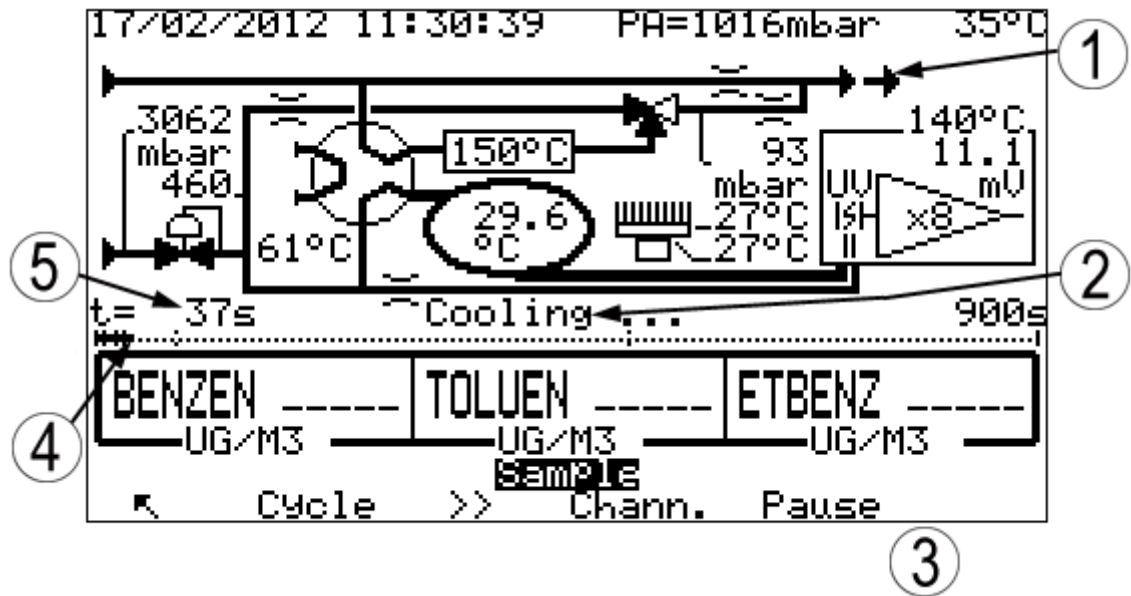 17/02/2012 11:30:39 PA=1016mbar 35°C
1
3062
mbar
460
140°C
11.1
mV
150°C
93
mbar
UV
x8
29.6
°C
27°C
27°C
61°C
5
2
t= 37s Cooling... 900s
BENZEN ----- TOLUEN ----- ETBENZ -----
UG/M3 UG/M3 UG/M3
4
Sample
Cycle >> Chann. Pause
3